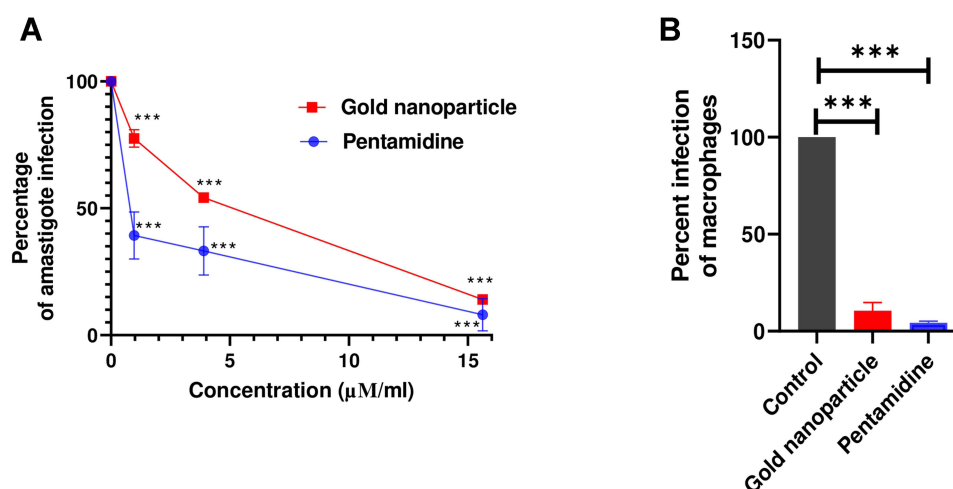 A
Percentage
of amastigote infection
100
50
0
Gold nanoparticle
Pentamidine
***
***
***
***
***
***
0
5
10
15
Concentration (µM/ml)
B
Percent infection
of macrophages
150
100
50
0
***
***
Control
Gold nanoparticle
Pentamidine